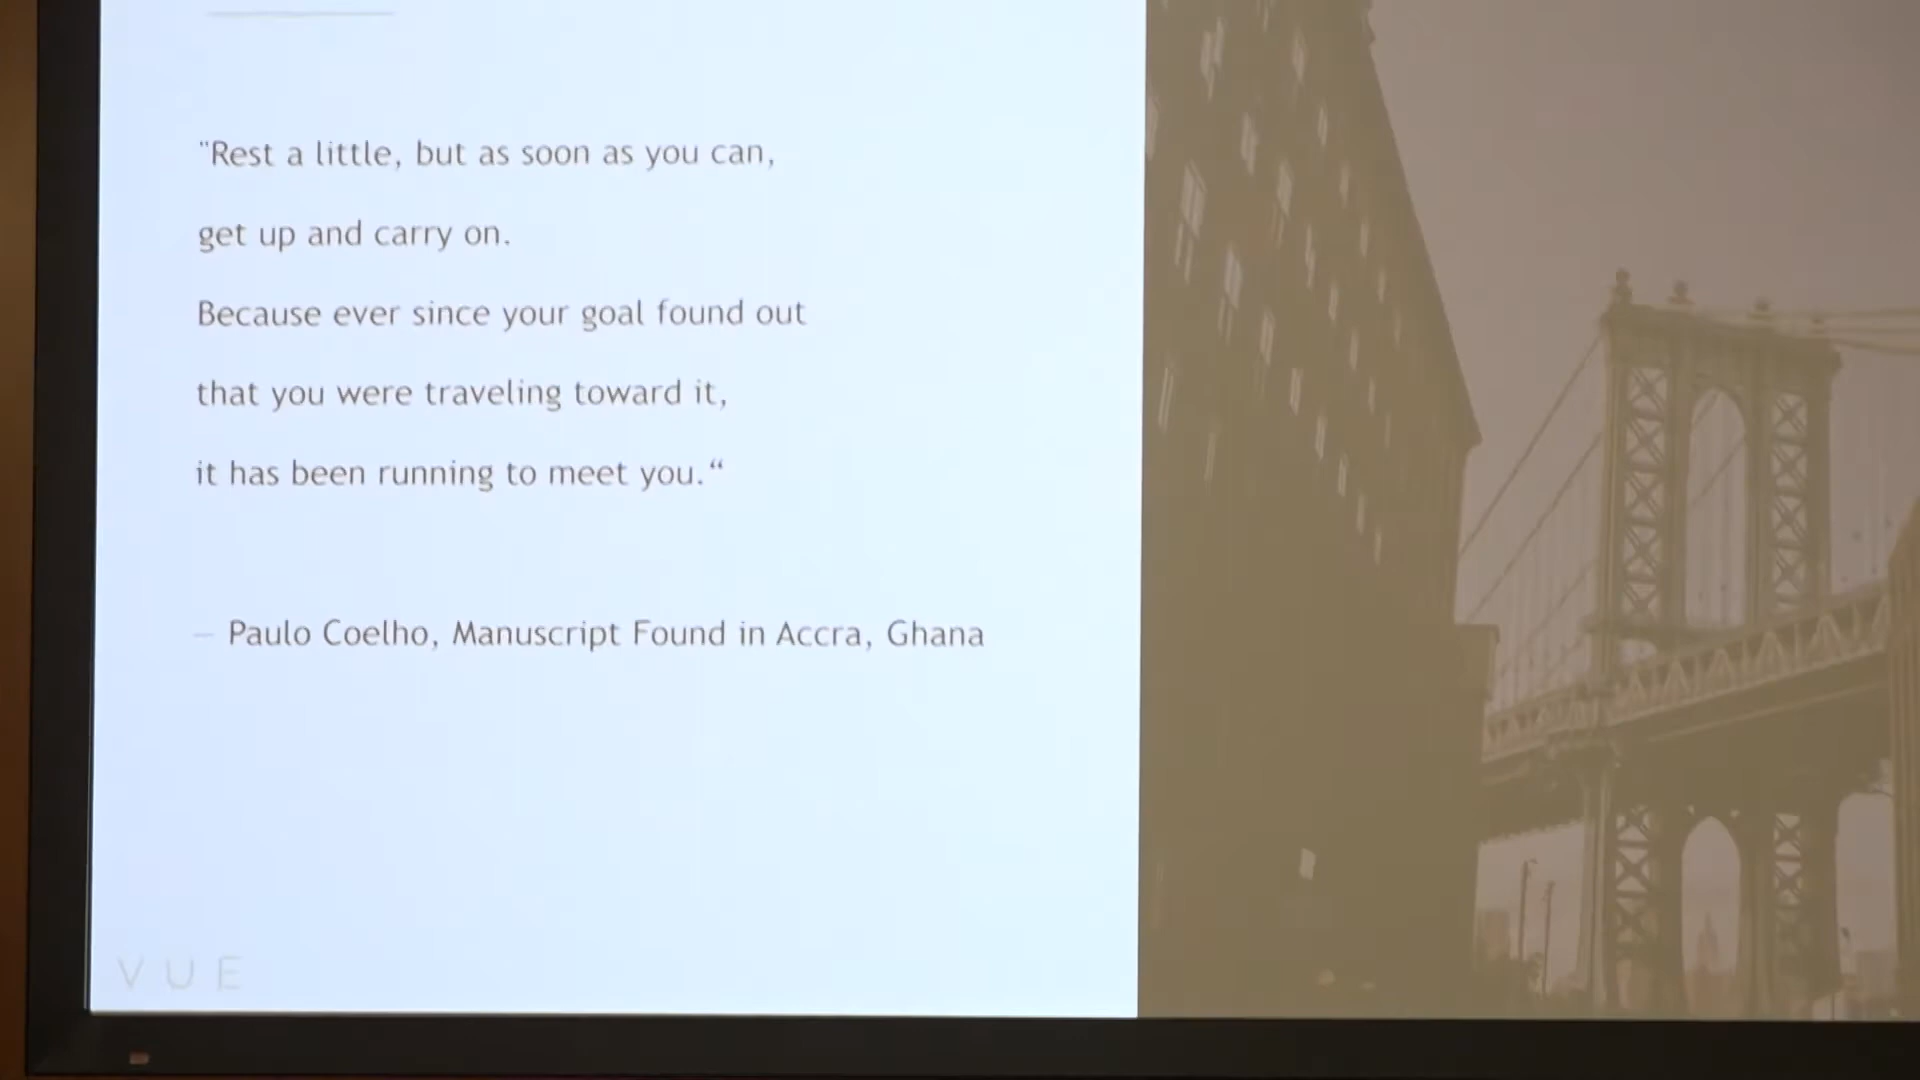 "Rest a little, but as soon as you can,
get up and carry on.
Because ever since your goal found out
that you were traveling toward it,
it has been running to meet you.“
– Paulo Coelho, Manuscript Found in Accra, Ghana
VUE